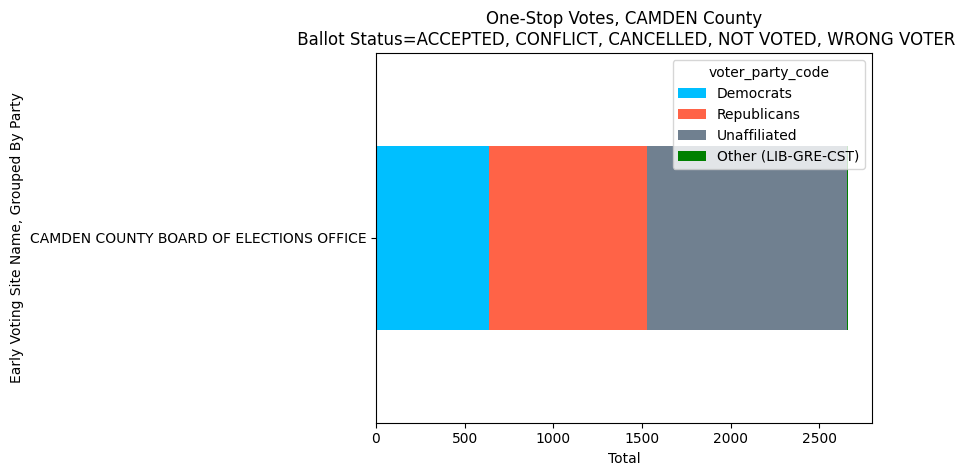 One-Stop Votes, CAMDEN County
Ballot Status=ACCEPTED, CONFLICT, CANCELLED, NOT VOTED, WRONG VOTER
voter_party_code
Democrats
Republicans
Unaffiliated
Other (LIB-GRE-CST)
Early Voting Site Name, Grouped By Party
CAMDEN COUNTY BOARD OF ELECTIONS OFFICE
0 500 1000 1500 2000 2500
Total